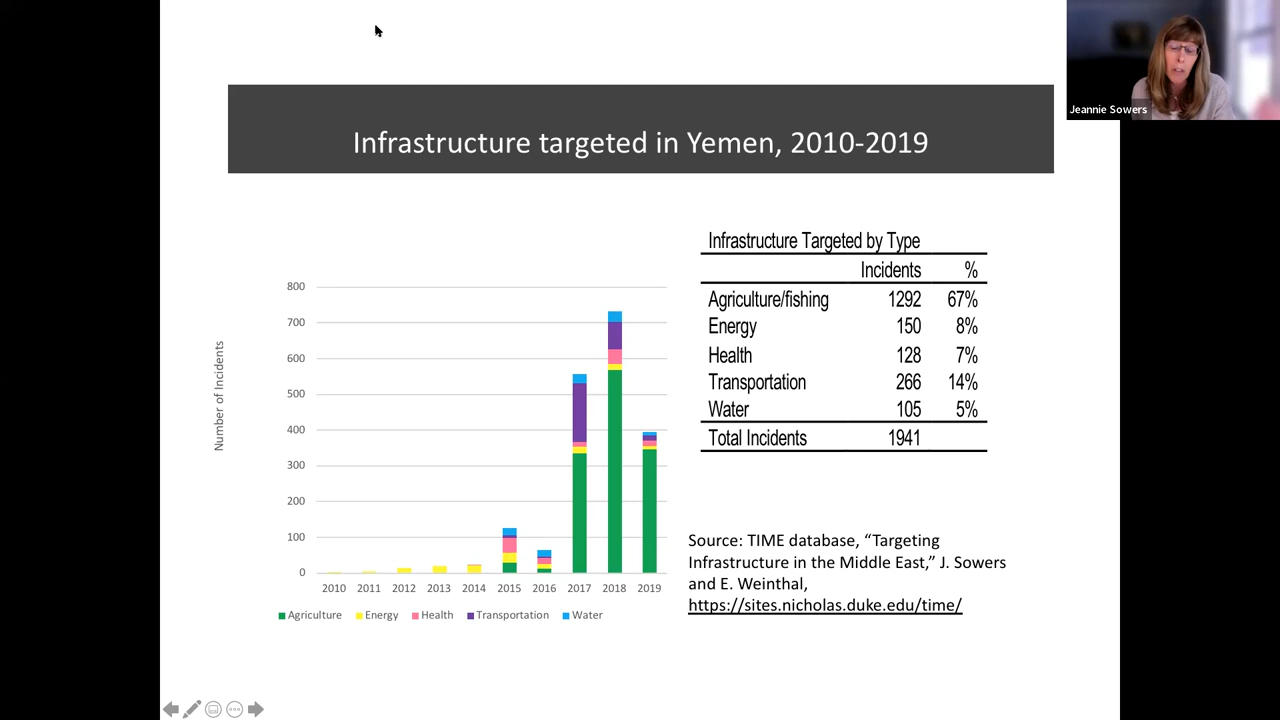 Jeannie Sowers
Infrastructure targeted in Yemen, 2010-2019
Number of Incidents
800
700
600
500
400
300
200
100
0
2010 2011 2012 2013 2014 2015 2016 2017 2018 2019
Agriculture Energy Health Transportation Water
Infrastructure Targeted by Type
Incidents %
Agriculture/fishing 1292 67%
Energy 150 8%
Health 128 7%
Transportation 266 14%
Water 105 5%
Total Incidents 1941
Source: TIME database, “Targeting
Infrastructure in the Middle East,” J. Sowers
and E. Weinthal,
https://sites.nicholas.duke.edu/time/